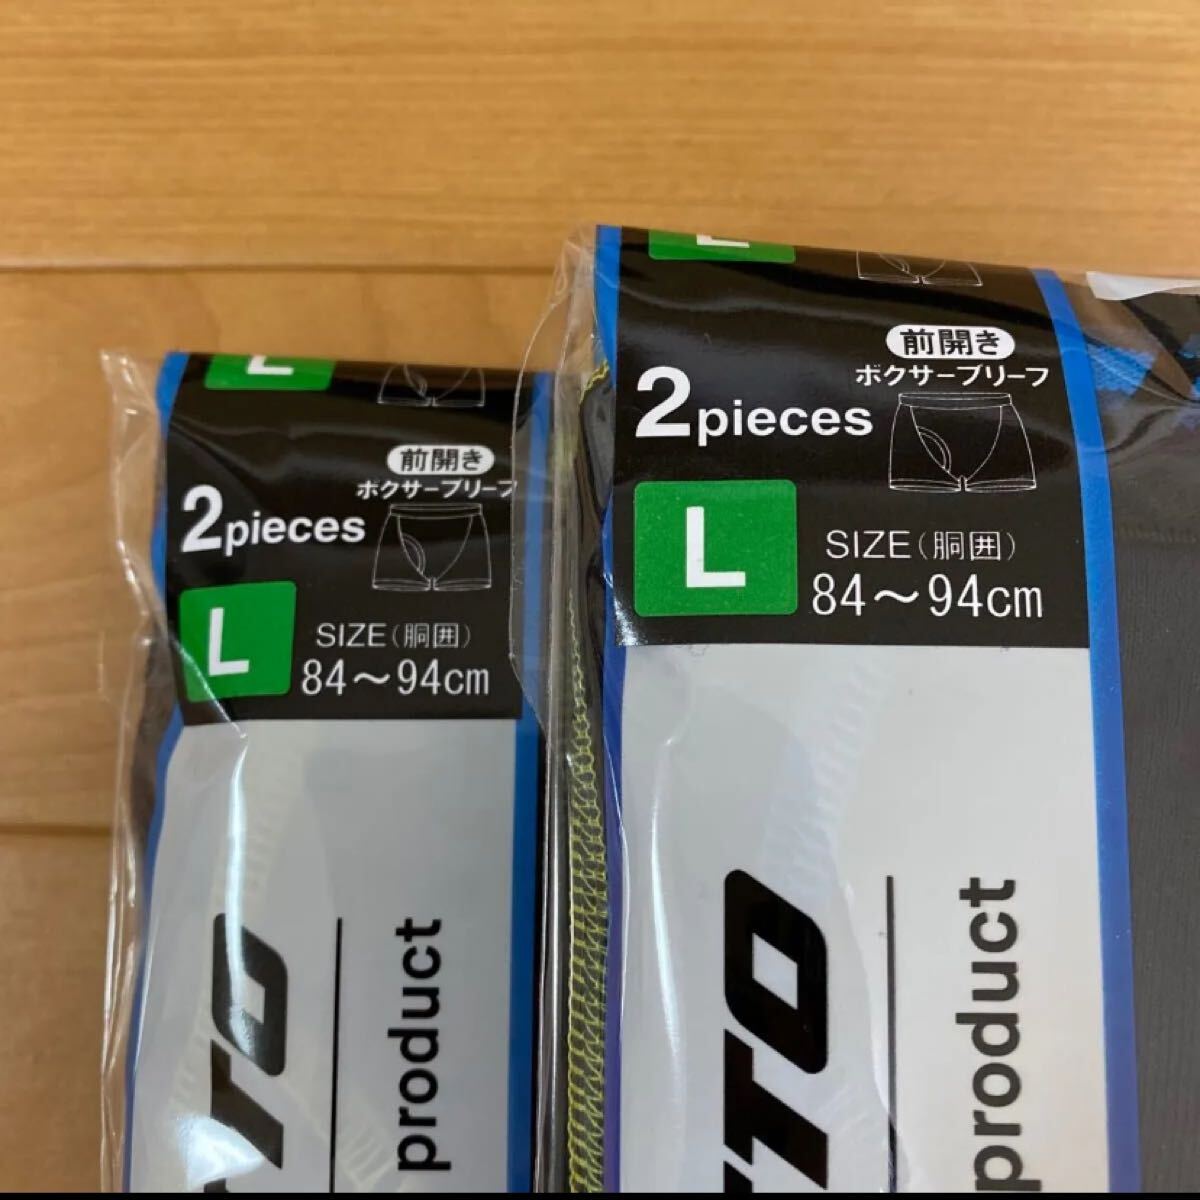 L
前開き
ボクサーブリーフ
2pieces
L
SIZE(胴囲)
84～94cm
product
L
前開き
ボクサーブリーフ
2pieces
L
SIZE(胴囲)
84～94cm
TO
product